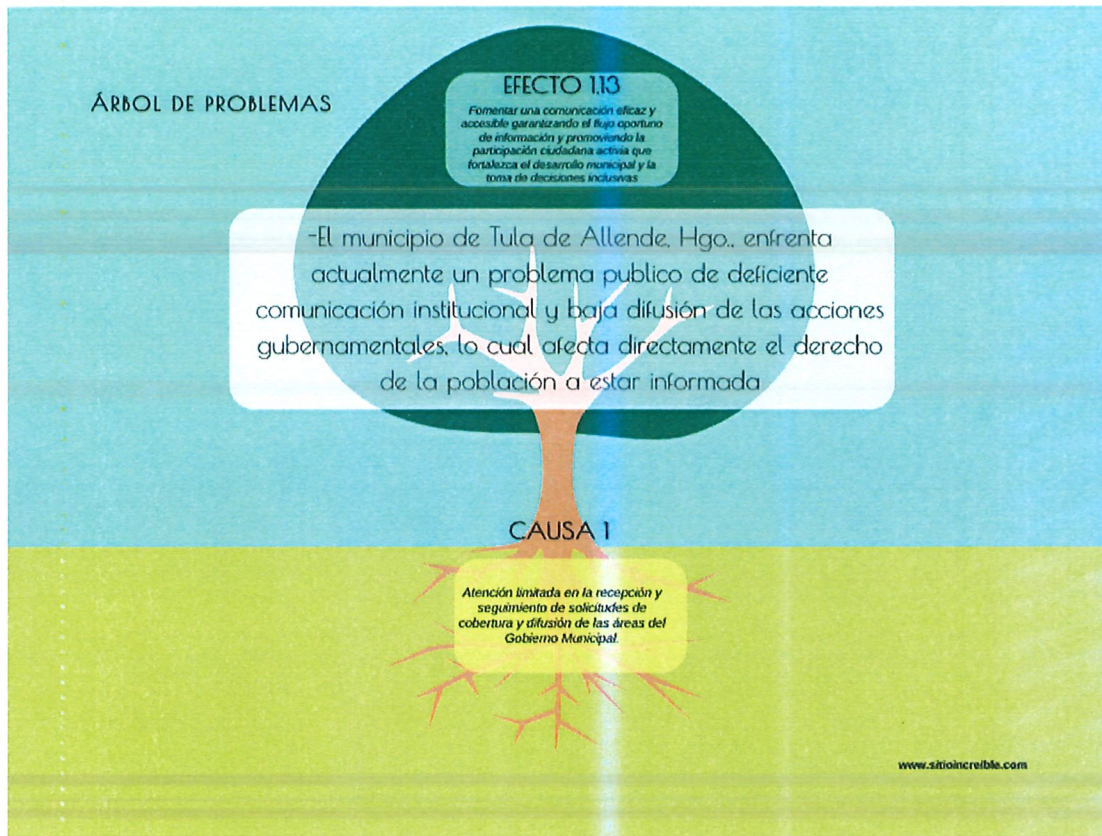 ÁRBOL DE PROBLEMAS
EFECTO 1.13
Fomentar una comunicación eficaz y
accesible garantizando el flujo oportuno
de información y promoviendo la
participación ciudadana activia que
fortalezca el desarrollo municipal y la
toma de decisiones inclusivas
-El municipio de Tula de Allende, Hgo., enfrenta
actualmente un problema publico de deficiente
comunicación institucional y baja difusión de las acciones
gubernamentales, lo cual afecta directamente el derecho
de la población a estar informada
CAUSA 1
Atención limitada en la recepción y
seguimiento de solicitudes de
cobertura y difusión de las áreas del
Gobierno Municipal.
www.sitioincreible.com